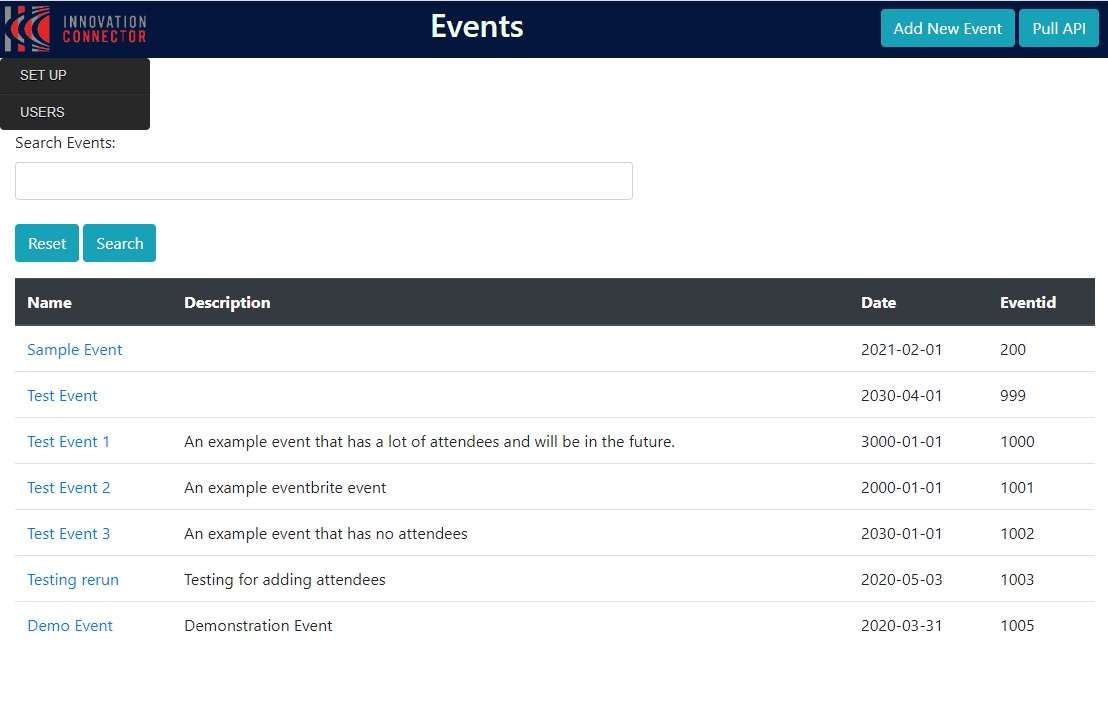 INNOVATION
CONNECTOR
Events
Add New Event Pull API
SET UP
USERS
Search Events:
Reset Search
Name Description Date Eventid
Sample Event 2021-02-01 200
Test Event 2030-04-01 999
Test Event 1 An example event that has a lot of attendees and will be in the future. 3000-01-01 1000
Test Event 2 An example eventbrite event 2000-01-01 1001
Test Event 3 An example event that has no attendees 2030-01-01 1002
Testing rerun Testing for adding attendees 2020-05-03 1003
Demo Event Demonstration Event 2020-03-31 1005